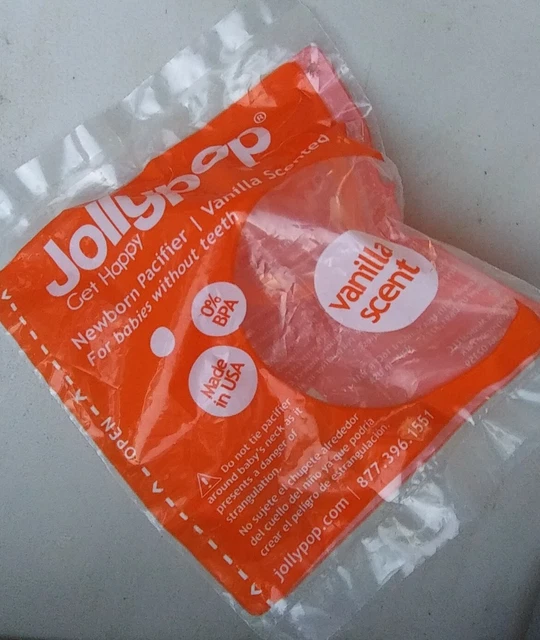 Jollypop®
Get Happy
Newborn Pacifier | Vanilla Scented
For babies without teeth
0%
BPA
Made
in USA
vanilla
scent
OPEN
Do not tie pacifier
around baby's neck as it
presents a danger of
strangulation.
No sujete el chupete alrededor
del cuello del niño ya que podría
crear el peligro de estrangulación.
jollypop.com | 877.396.1551